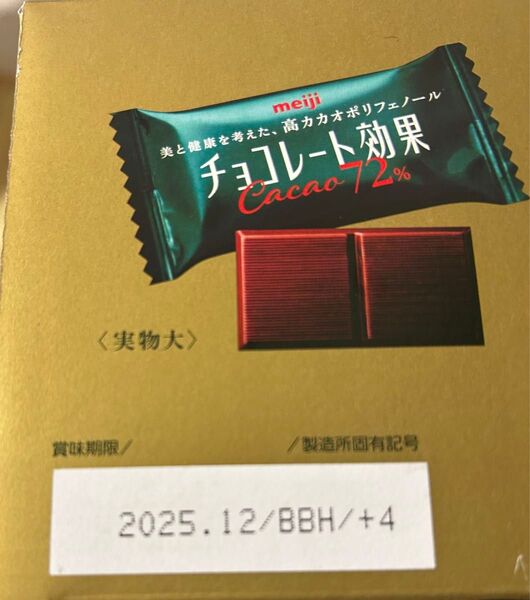 meiji
美と健康を考えた、高カカオポリフェノール
チョコレート効果
Cacao 72%
〈実物大〉
賞味期限/ /製造所固有記号
2025.12/BBH/+4